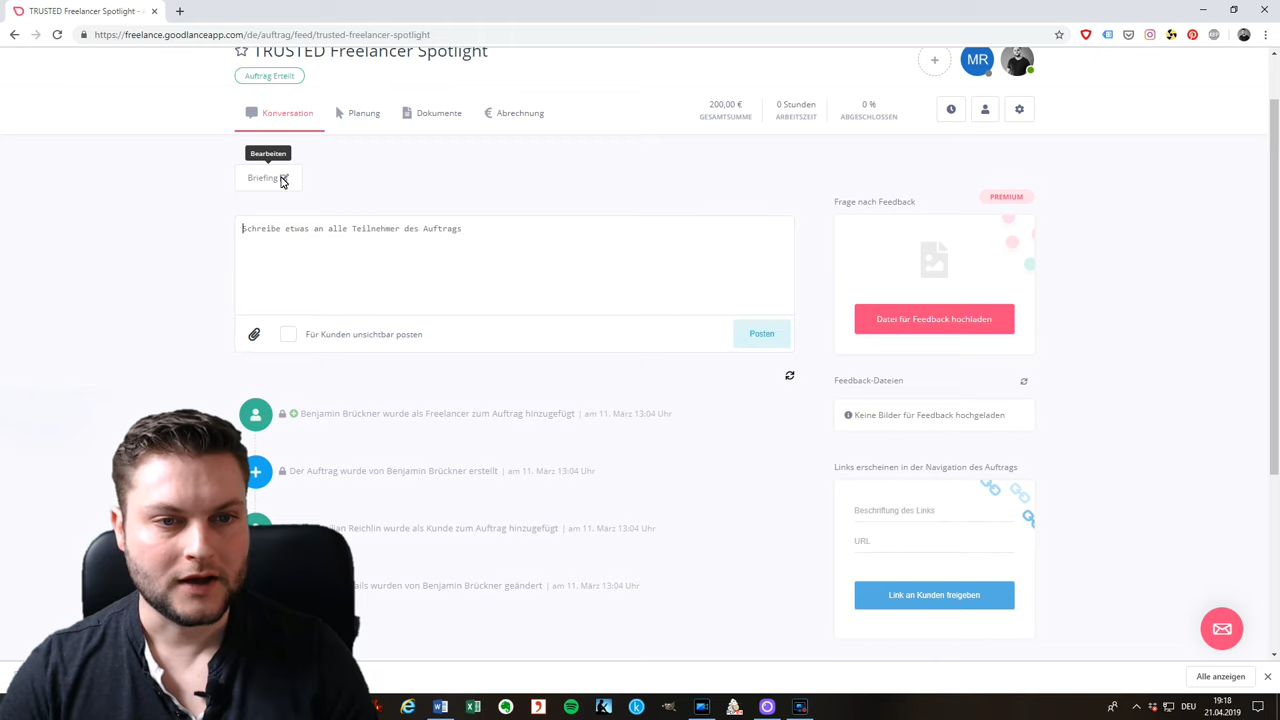 TRUSTED Freelancer Spotlight -
https://freelance.goodlanceapp.com/de/auftrag/feed/trusted-freelancer-spotlight
TRUSTED Freelancer Spotlight
MR
Auftrag Erteilt
Konversation
Planung
Dokumente
Abrechnung
200,00 €
GESAMTSUMME
0 Stunden
ARBEITSZEIT
0 %
ABGESCHLOSSEN
Bearbeiten
Briefing
Schreibe etwas an alle Teilnehmer des Auftrags
Für Kunden unsichtbar posten
Posten
Frage nach Feedback
PREMIUM
Datei für Feedback hochladen
Feedback-Dateien
Keine Bilder für Feedback hochgeladen
Links erscheinen in der Navigation des Auftrags
Beschriftung des Links
URL
Link an Kunden freigeben
Benjamin Brückner wurde als Freelancer zum Auftrag hinzugefügt | am 11. März 13:04 Uhr
Der Auftrag wurde von Benjamin Brückner erstellt | am 11. März 13:04 Uhr
Reichlin wurde als Kunde zum Auftrag hinzugefügt | am 11. März 13:04 Uhr
wurden von Benjamin Brückner geändert | am 11. März 13:04 Uhr
Alle anzeigen
DEU
19:18
21.04.2019